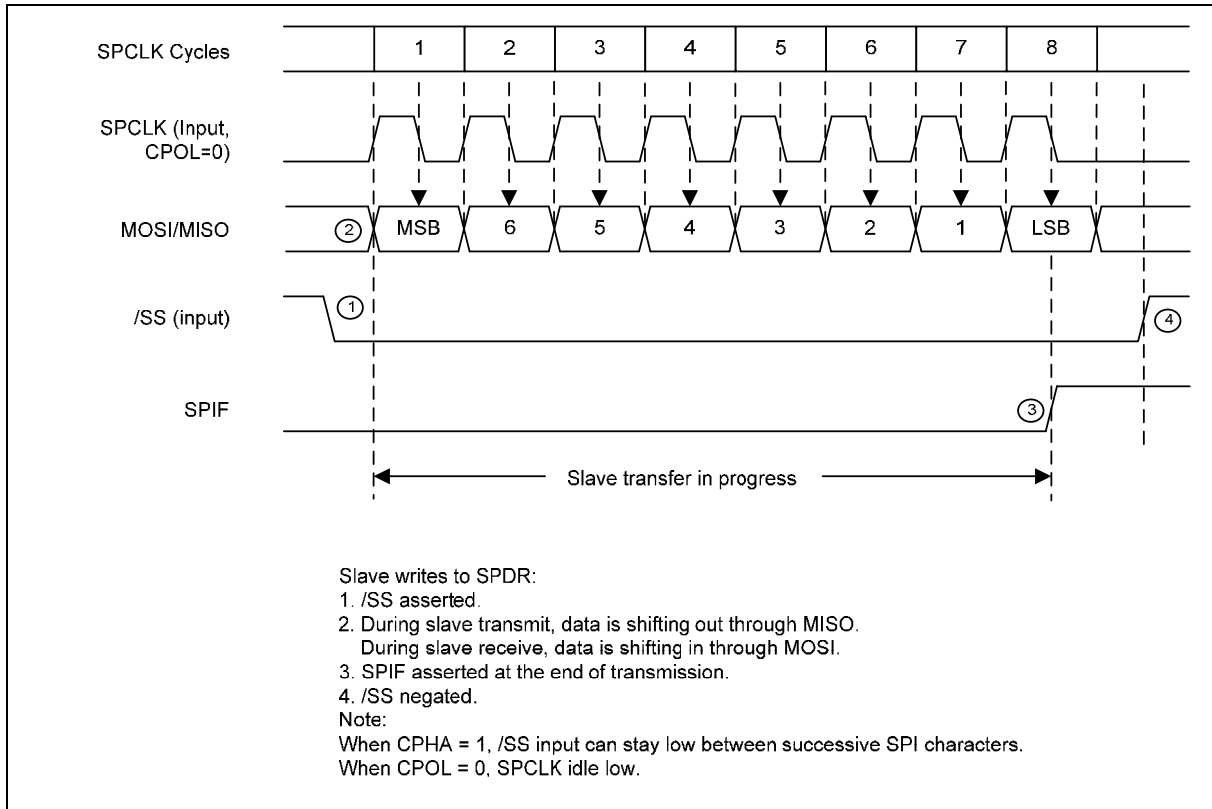 SPCLK Cycles 1 2 3 4 5 6 7 8
SPCLK (Input,
CPOL=0)
MOSI/MISO 2 MSB 6 5 4 3 2 1 LSB
/SS (input) 1 4
SPIF 3
Slave transfer in progress
Slave writes to SPDR:
1. /SS asserted.
2. During slave transmit, data is shifting out through MISO.
During slave receive, data is shifting in through MOSI.
3. SPIF asserted at the end of transmission.
4. /SS negated.
Note:
When CPHA = 1, /SS input can stay low between successive SPI characters.
When CPOL = 0, SPCLK idle low.